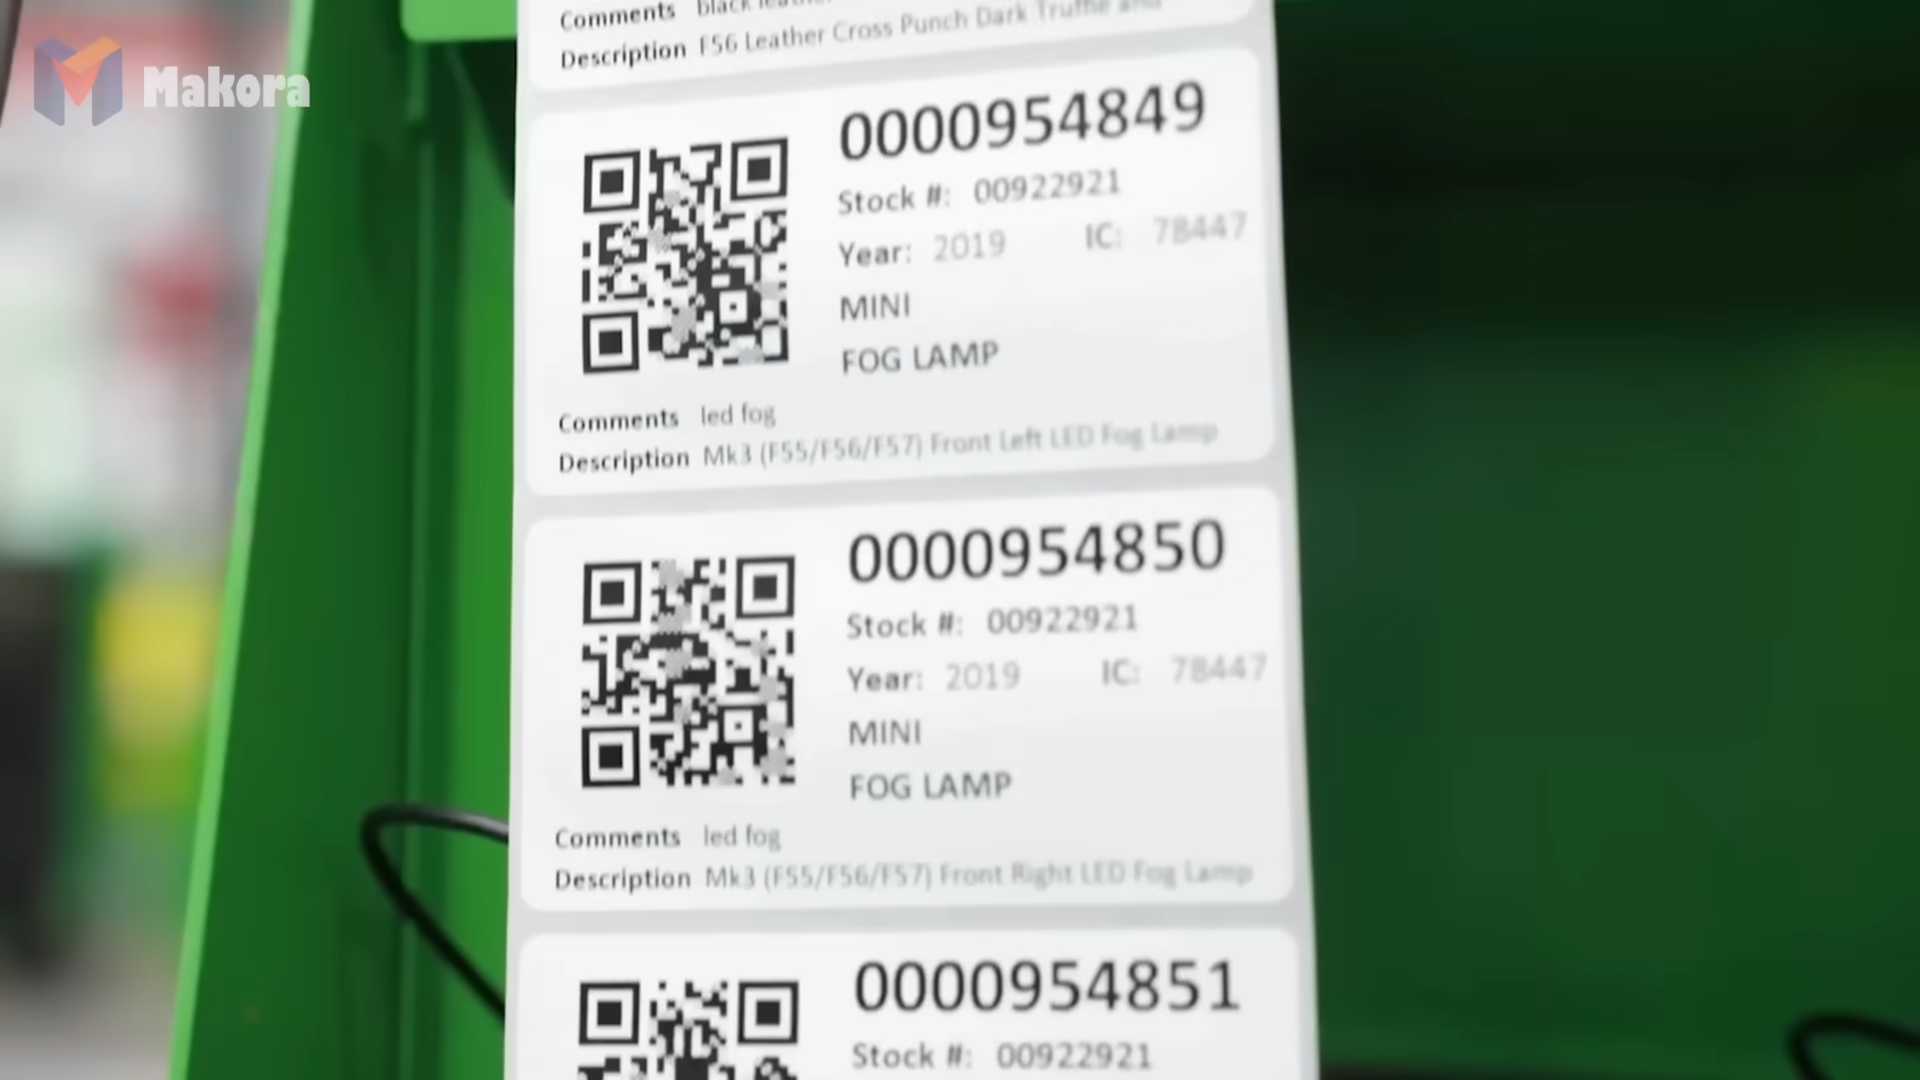 Makora
Comments black
Description F56 Leather Cross Punch Dark Truffle and
0000954849
Stock #: 00922921
Year: 2019 IC: 78447
MINI
FOG LAMP
Comments led fog
Description Mk3 (F55/F56/F57) Front Left LED Fog Lamp
0000954850
Stock #: 00922921
Year: 2019 IC: 78447
MINI
FOG LAMP
Comments led fog
Description Mk3 (F55/F56/F57) Front Right LED Fog Lamp
0000954851
Stock #: 00922921